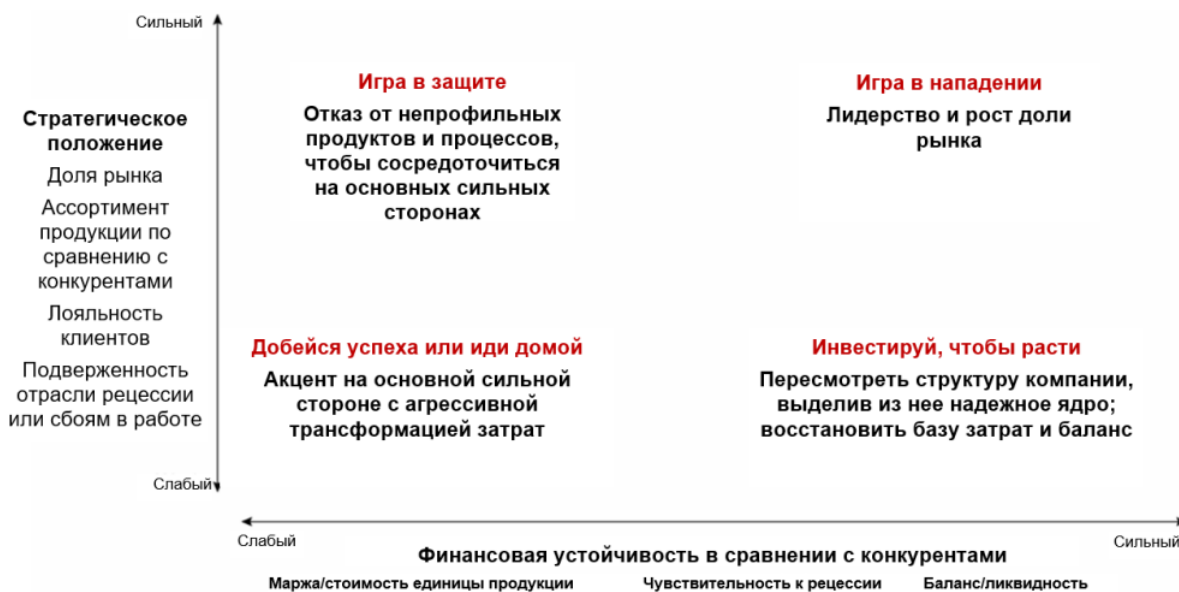 Сильный
Стратегическое
положение
Доля рынка
Ассортимент
продукции по
сравнению с
конкурентами
Лояльность
клиентов
Подверженность
отрасли рецессии
или сбоям в работе
Слабый
Игра в защите
Отказ от непрофильных
продуктов и процессов,
чтобы сосредоточиться
на основных сильных
сторонах
Игра в нападении
Лидерство и рост доли
рынка
Добейся успеха или иди домой
Акцент на основной сильной
стороне с агрессивной
трансформацией затрат
Инвестируй, чтобы расти
Пересмотреть структуру компании,
выделив из нее надежное ядро;
восстановить базу затрат и баланс
Слабый
Сильный
Финансовая устойчивость в сравнении с конкурентами
Маржа/стоимость единицы продукции
Чувствительность к рецессии
Баланс/ликвидность